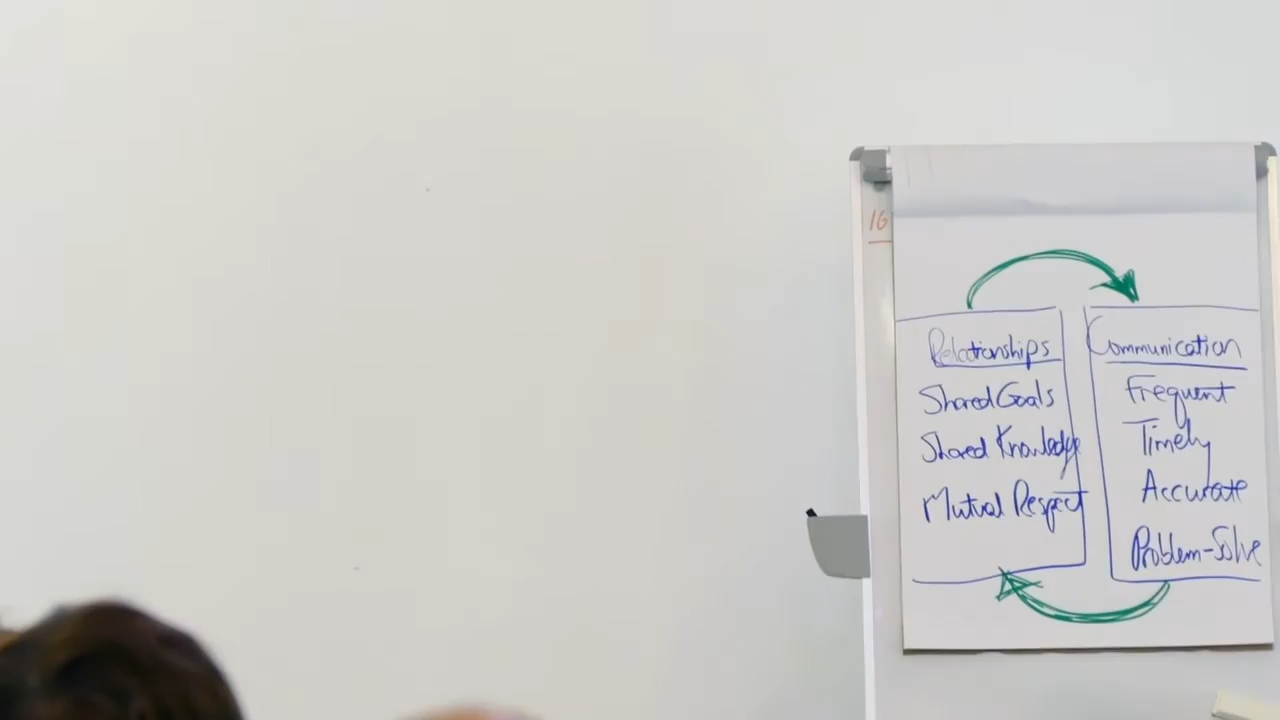 16
Relationships
Shared Goals
Shared Knowledge
Mutual Respect
Communication
Frequent
Timely
Accurate
Problem-Solve